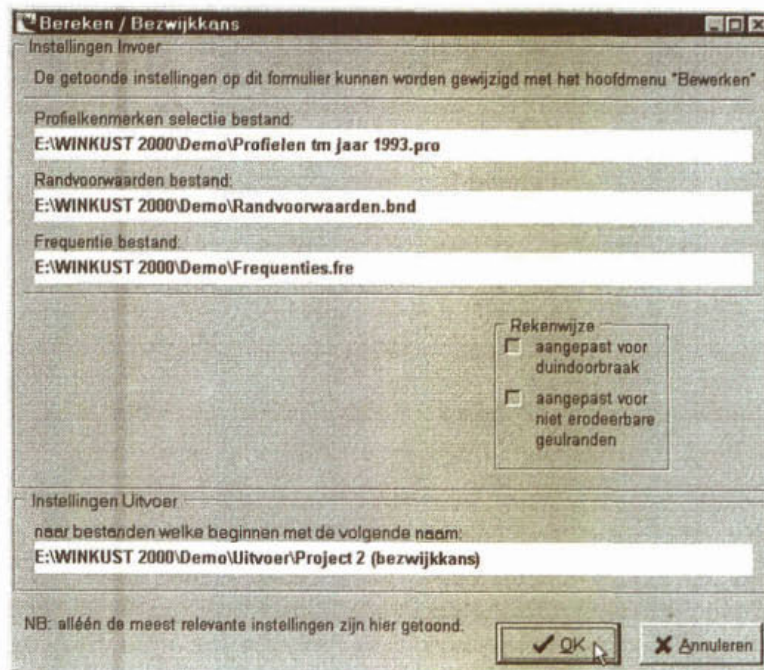 Bereken / Bezwijkkans
Instellingen Invoer
De getoonde instellingen op dit formulier kunnen worden gewijzigd met het hoofdmenu "Bewerken"
Profielkenmerken selectie bestand:
E:\WINKUST 2000\Demo\Profielen tm jaar 1993.pro
Randvoorwaarden bestand:
E:\WINKUST 2000\Demo\Randvoorwaarden.bnd
Frequentie bestand:
E:\WINKUST 2000\Demo\Frequenties.fre
Rekenwijze
aangepast voor
duindoorbraak
aangepast voor
niet erodeerbare
geulranden
Instellingen Uitvoer
naar bestanden welke beginnen met de volgende naam:
E:\WINKUST 2000\Demo\Uitvoer\Project 2 (bezwijkkans)
NB: alléén de meest relevante instellingen zijn hier getoond.
OK
Annuleren